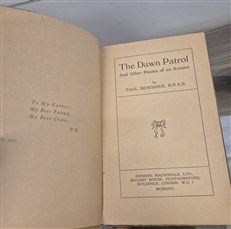 To My Father;
My Best Friend,
My Best Critic.
P. B.
The Dawn Patrol
And Other Poems of an Aviator
by
PAUL BEWSHER, R.N.A.S.
ERSKINE MACDONALD, LTD.,
MALORY HOUSE, FEATHERSTONE
BUILDINGS, LONDON, W.C. 1